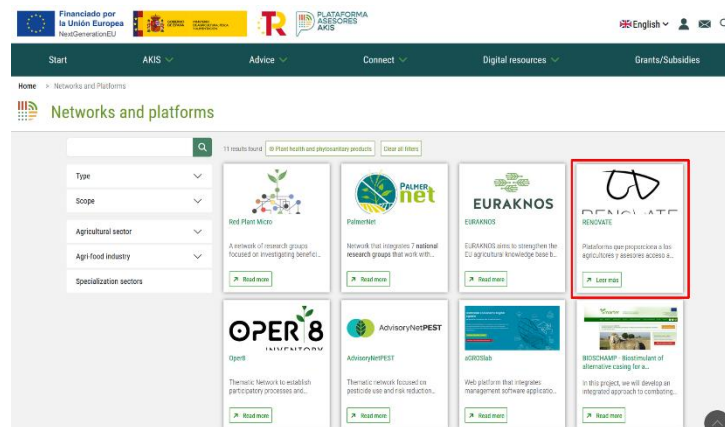 Financiado por
la Unión Europea
NextGenerationEU
GOBIERNO
DE ESPAÑA
PLATAFORMA
ASESORES
AKIS
English
Start
AKIS
Advice
Connect
Digital resources
Grants/Subsidies
Home
Networks and Platforms
Networks and platforms
11 results found
Plant health and phytosanitary products
Clear all filters
Type
Scope
Agricultural sector
Agri-food industry
Specialization sectors
Red Plant Micro
A network of research groups
focused on investigating benefici...
Read more
PALMER
net
PalmerNet
Network that integrates 7 national
research groups that work with...
Read more
EURAKNOS
EURAKNOS
EURAKNOS aims to strengthen the
EU agricultural knowledge base b...
Read more
RENOVATE
RENOVATE
Plataforma que proporciona a los
agricultores y asesores acceso a...
Leer más
OPER8
INVENTORY
Oper8
Thematic Network to establish
participatory processes and...
Read more
AdvisoryNetPEST
AdvisoryNetPEST
Thematic network focused on
pesticide use and risk reduction...
Read more
aGROSlab
Web platform that integrates
management software applicatio...
Read more
BIOSCHAMP - Biostimulant of
alternative casing for a...
In this project, we will develop an
integrated approach to combating...
Read more